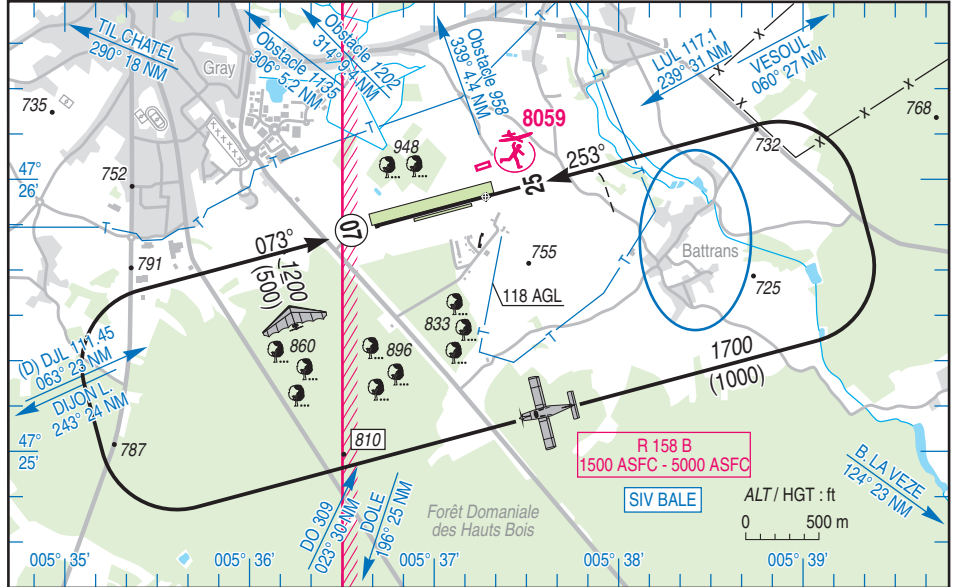 TIL CHATEL
290° 18 NM
Gray
Obstacle 1135
306° 5·2 NM
Obstacle 1202
314° 9·4 NM
Obstacle 958
339° 4·4 NM
LUL 117.1
239° 31 NM
VESOUL
060° 27 NM
735
8059
768
732
948
47°
26'
752
253°
25
07
073°
1200
(500)
791
755
Battrans
725
118 AGL
833
860
896
1700
(1000)
(D) DJL 111.45
063° 23 NM
DIJON L.
243° 24 NM
787
47°
25'
810
R 158 B
1500 ASFC - 5000 ASFC
SIV BALE
B. LA VEZE
124° 23 NM
ALT / HGT : ft
0 500 m
DO 309
023° 30 NM
DOLE
196° 25 NM
Forêt Domaniale
des Hauts Bois
005° 35'
005° 36'
005° 37'
005° 38'
005° 39'
T
T
T
T
T
T
T
T
X
X
X
X